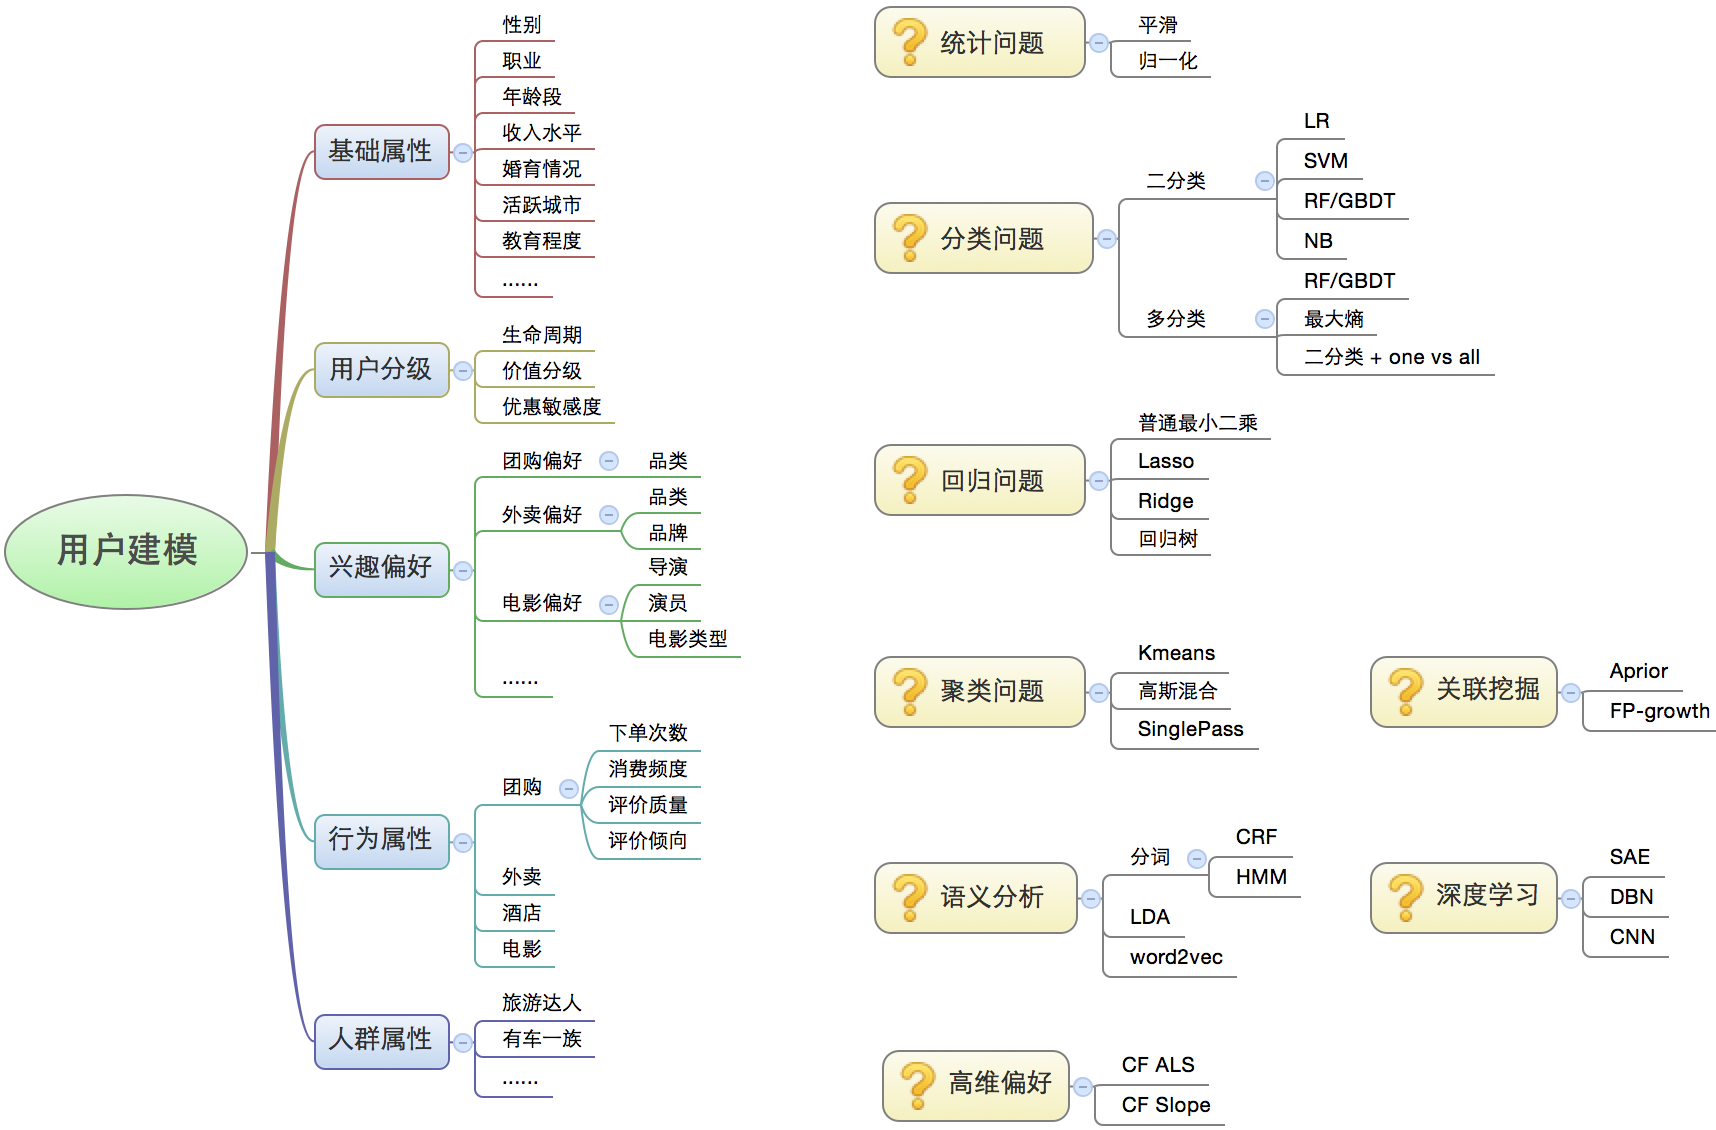 用户建模
基础属性
性别
职业
年龄段
收入水平
婚育情况
活跃城市
教育程度
......
用户分级
生命周期
价值分级
优惠敏感度
兴趣偏好
团购偏好
品类
外卖偏好
品类
品牌
电影偏好
导演
演员
电影类型
......
行为属性
团购
下单次数
消费频度
评价质量
评价倾向
外卖
酒店
电影
人群属性
旅游达人
有车一族
......
统计问题
平滑
归一化
分类问题
二分类
LR
SVM
RF/GBDT
NB
多分类
RF/GBDT
最大熵
二分类 + one vs all
回归问题
普通最小二乘
Lasso
Ridge
回归树
聚类问题
Kmeans
高斯混合
SinglePass
关联挖掘
Aprior
FP-growth
语义分析
分词
CRF
HMM
LDA
word2vec
深度学习
SAE
DBN
CNN
高维偏好
CF ALS
CF Slope